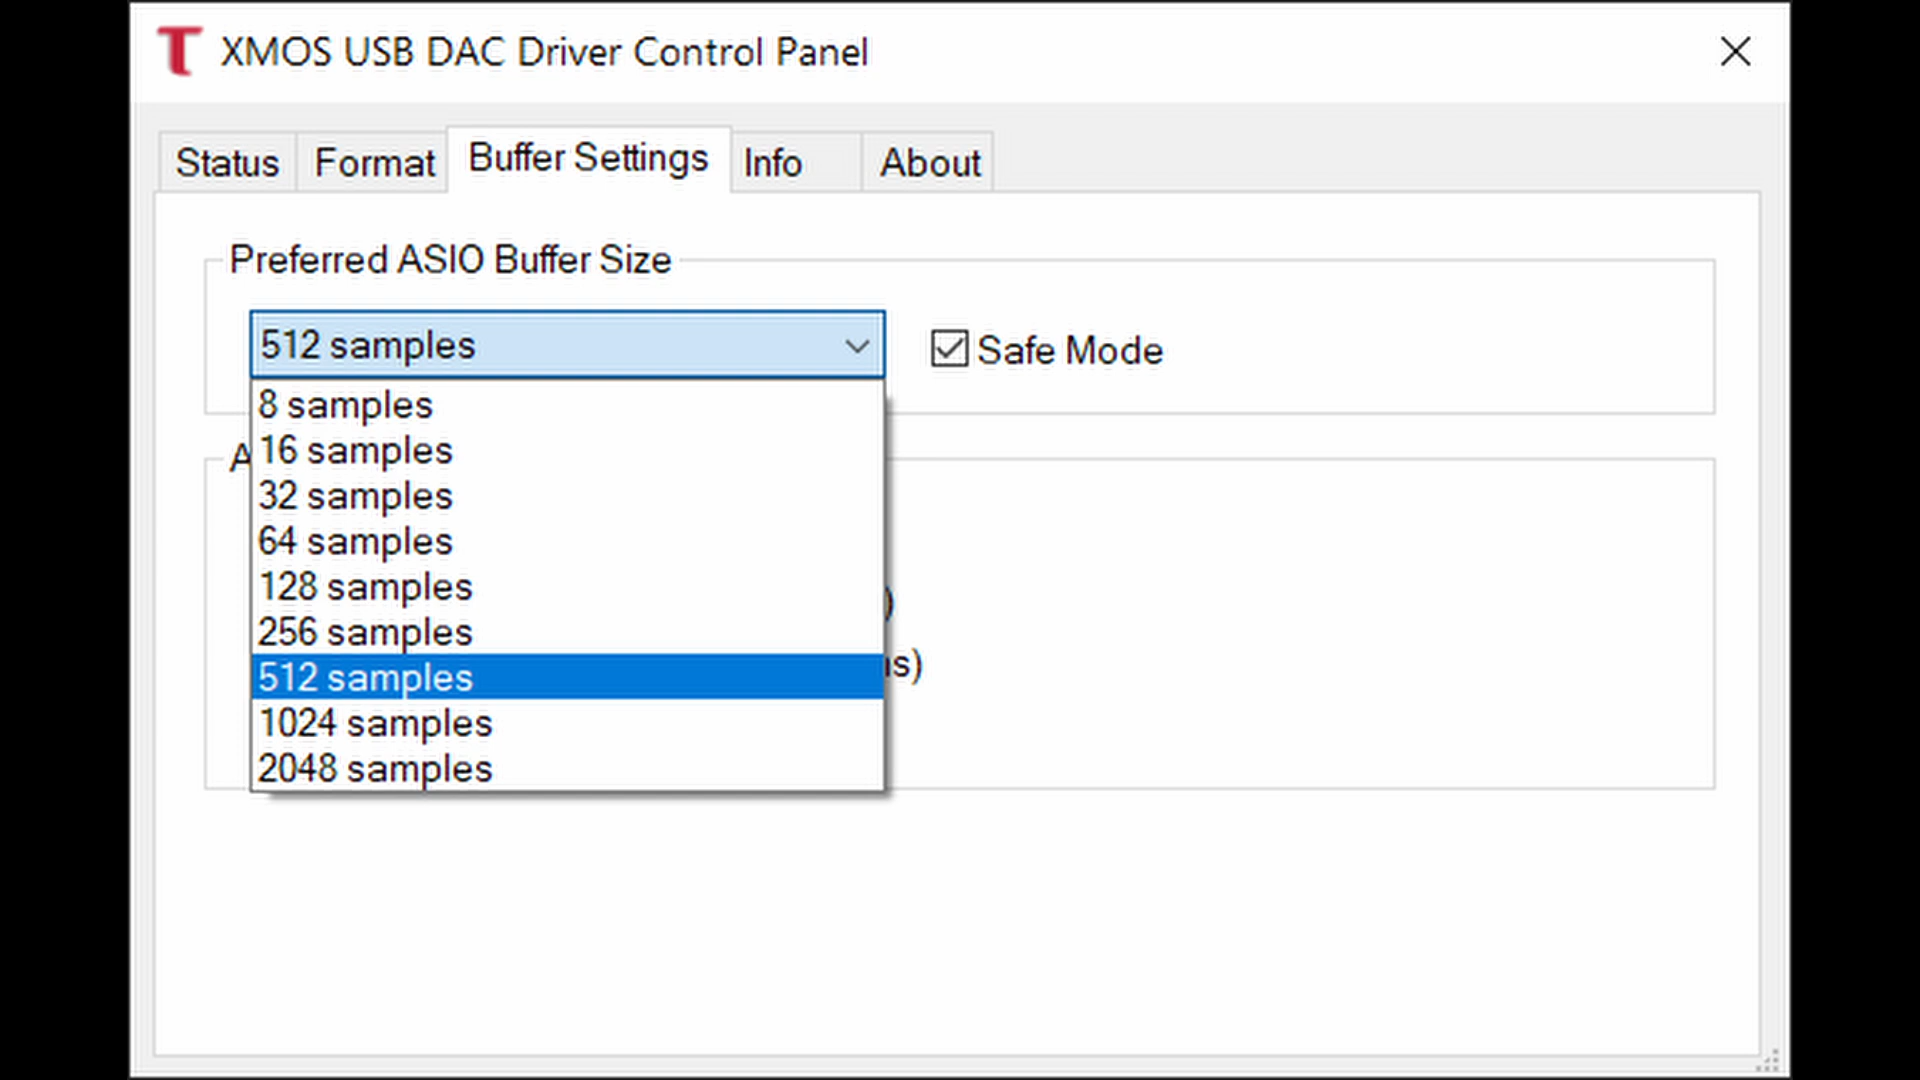 XMOS USB DAC Driver Control Panel
Status Format Buffer Settings Info About
Preferred ASIO Buffer Size
512 samples
Safe Mode
8 samples
16 samples
32 samples
64 samples
128 samples
256 samples
512 samples
1024 samples
2048 samples